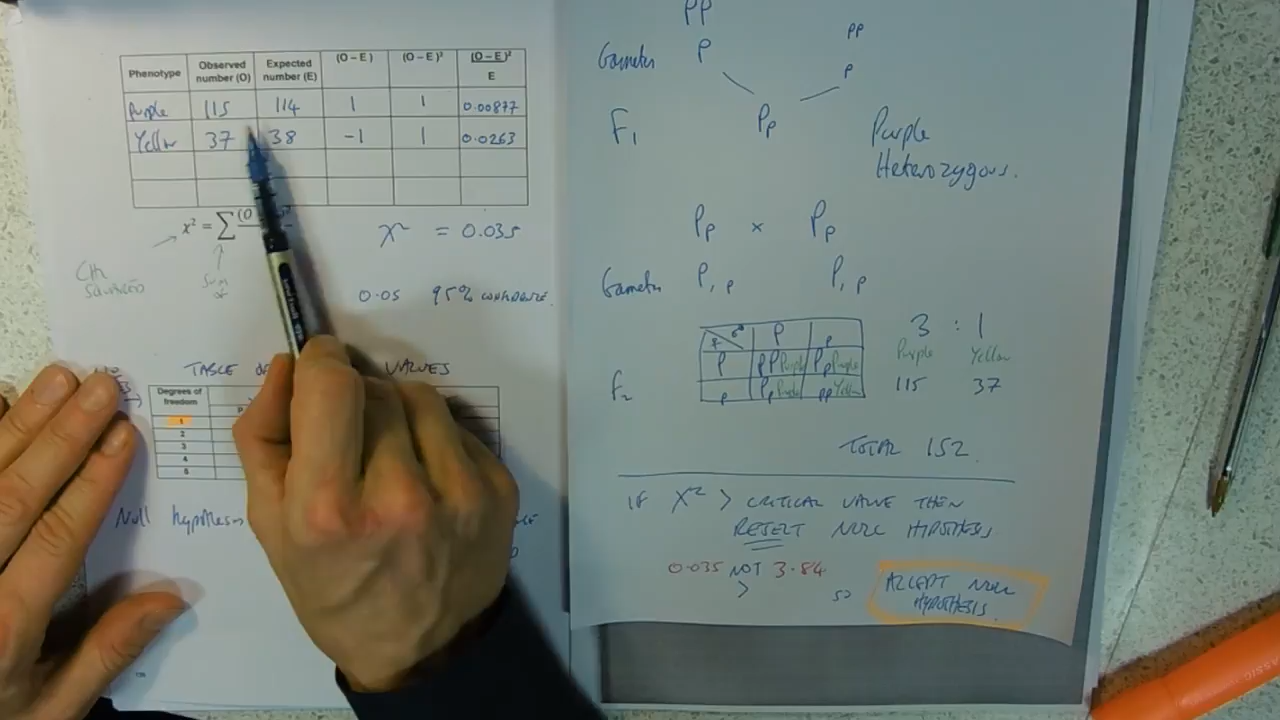 Phenotype Observed number (O) Expected number (E) (O – E) (O – E)² (O – E)² E
Purple 115 114 1 1 0.00877
Yellow 37 38 -1 1 0.0263
χ² = ∑ (O
χ² = 0.035
Chi squared
Sum of
0.05 95% confidence.
TABLE VALUES
Degrees of freedom
1
2
3
4
5
Null hypothesis
PP
pp
Gametes P p
F₁ Pp Purple Heterozygous.
Pp x Pp
Gametes P, p P, p
F₂
♀ ♂ P p
P PP Purple Pp Purple
p Pp Purple pp Yellow
3 : 1
Purple Yellow
115 37
TOTAL 152
IF χ² > CRITICAL VALUE THEN
REJECT NULL HYPOTHESIS
0.035 NOT > 3.84
so ACCEPT NULL HYPOTHESIS.